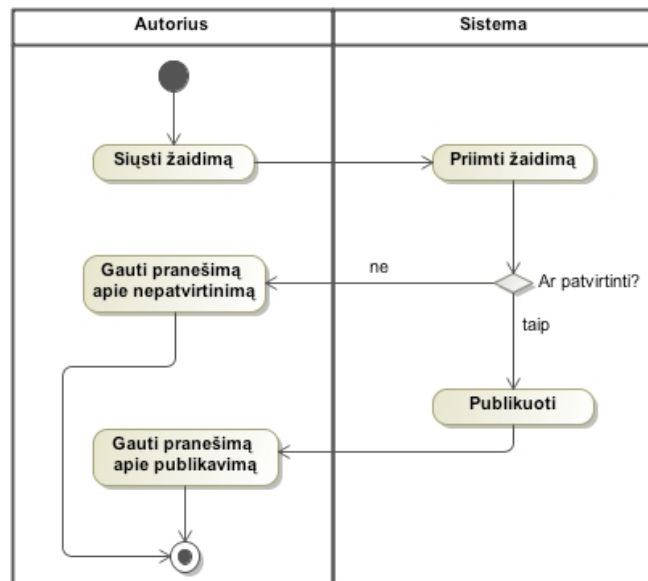 Autorius
Sistema
Siųsti žaidimą
Priimti žaidimą
Gauti pranešimą
apie nepatvirtinimą
ne
Ar patvirtinti?
taip
Publikuoti
Gauti pranešimą
apie publikavimą